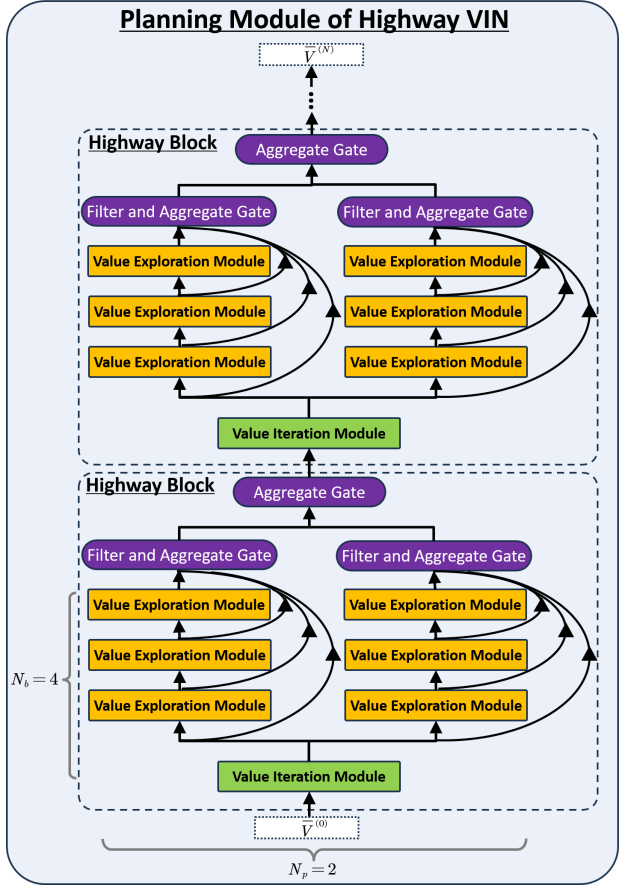 Planning Module of Highway VIN
V̅^(N)
Highway Block
Aggregate Gate
Filter and Aggregate Gate Filter and Aggregate Gate
Value Exploration Module Value Exploration Module
Value Exploration Module Value Exploration Module
Value Exploration Module Value Exploration Module
Value Iteration Module
Highway Block
Aggregate Gate
Filter and Aggregate Gate Filter and Aggregate Gate
Value Exploration Module Value Exploration Module
Value Exploration Module Value Exploration Module
N_b = 4
Value Exploration Module Value Exploration Module
Value Iteration Module
V̅^(0)
N_p = 2